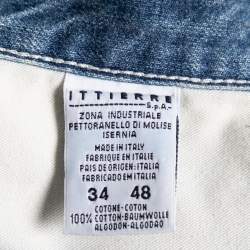 ITTIERRE
S.p.A.
ZONA INDUSTRIALE
PETTORANELLO DI MOLISE
ISERNIA
MADE IN ITALY
FABRIQUE EN ITALIE
PAIS DE ORIGEN: ITALIA
FABRICADO EM ITALIA
34 48
COTONE-COTON
100% COTTON-BAUMWOLLE
ALGODON-ALGODAO